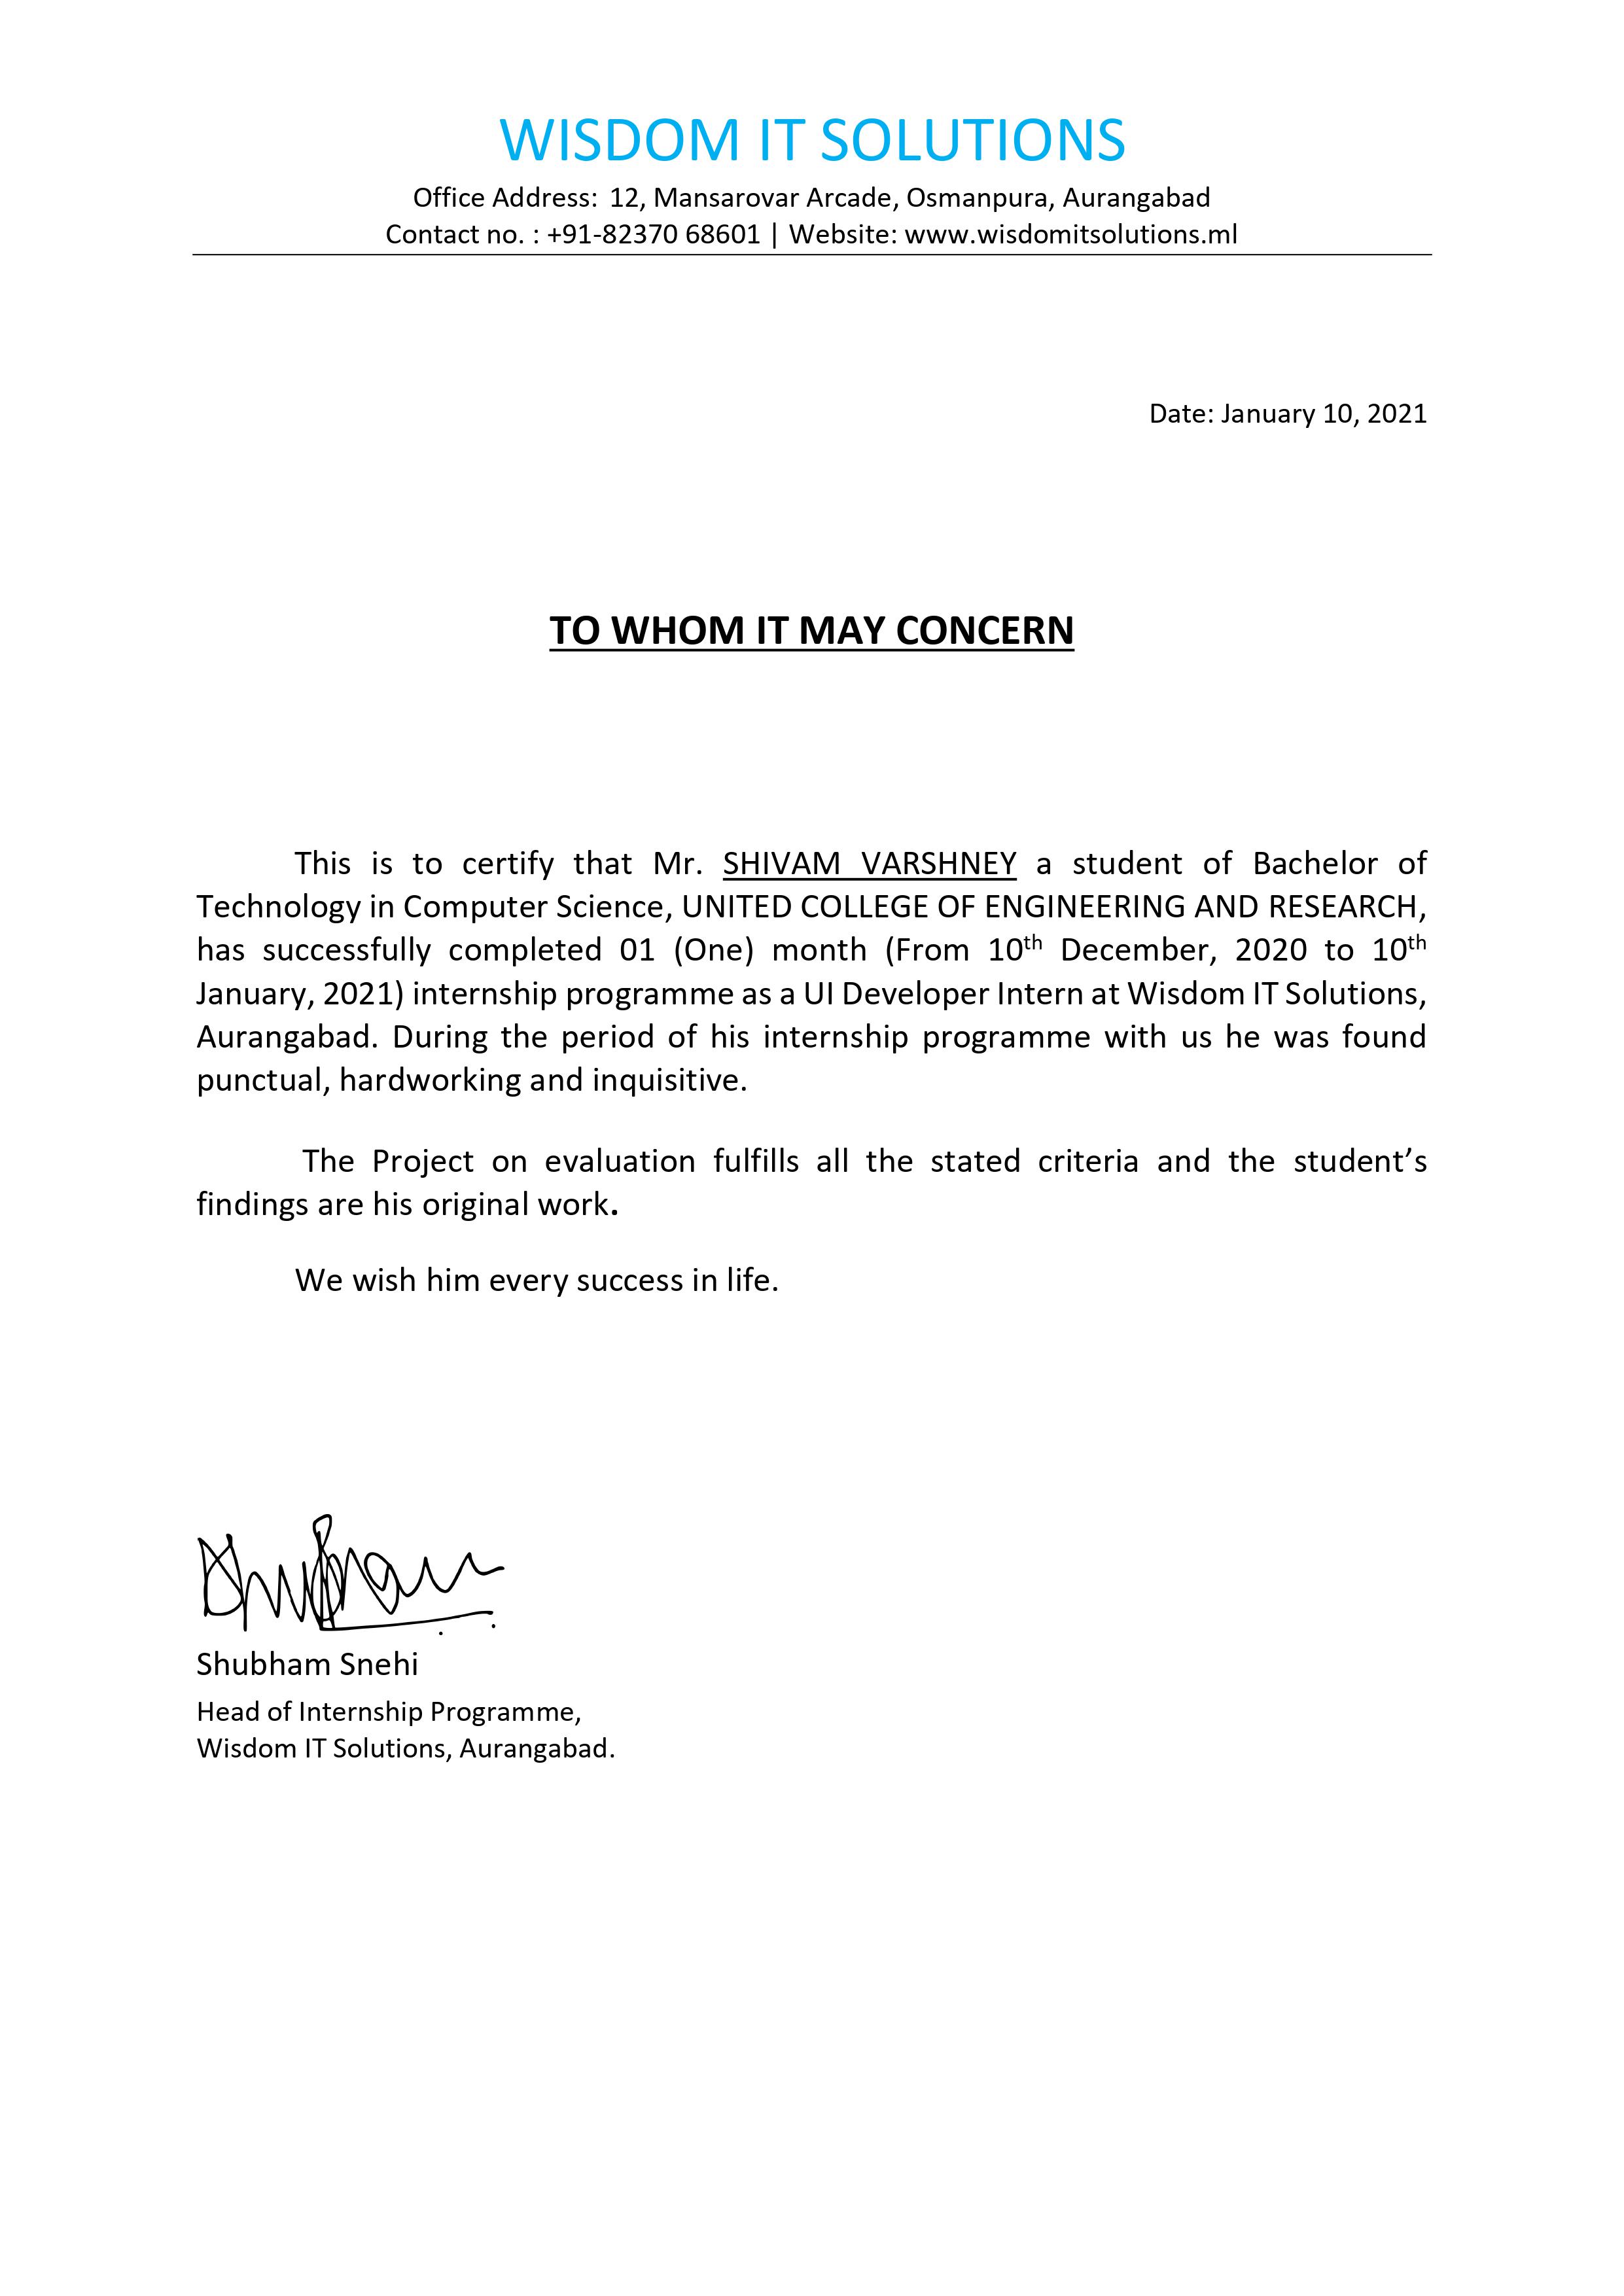 WISDOM IT SOLUTIONS
Office Address: 12, Mansarovar Arcade, Osmanpura, Aurangabad
Contact no. : +91-82370 68601 | Website: www.wisdomitsolutions.ml
Date: January 10, 2021
TO WHOM IT MAY CONCERN
This is to certify that Mr. SHIVAM VARSHNEY a student of Bachelor of
Technology in Computer Science, UNITED COLLEGE OF ENGINEERING AND RESEARCH,
has successfully completed 01 (One) month (From 10th December, 2020 to 10th
January, 2021) internship programme as a UI Developer Intern at Wisdom IT Solutions,
Aurangabad. During the period of his internship programme with us he was found
punctual, hardworking and inquisitive.
The Project on evaluation fulfills all the stated criteria and the student’s
findings are his original work.
We wish him every success in life.
Shubham
Shubham Snehi
Head of Internship Programme,
Wisdom IT Solutions, Aurangabad.